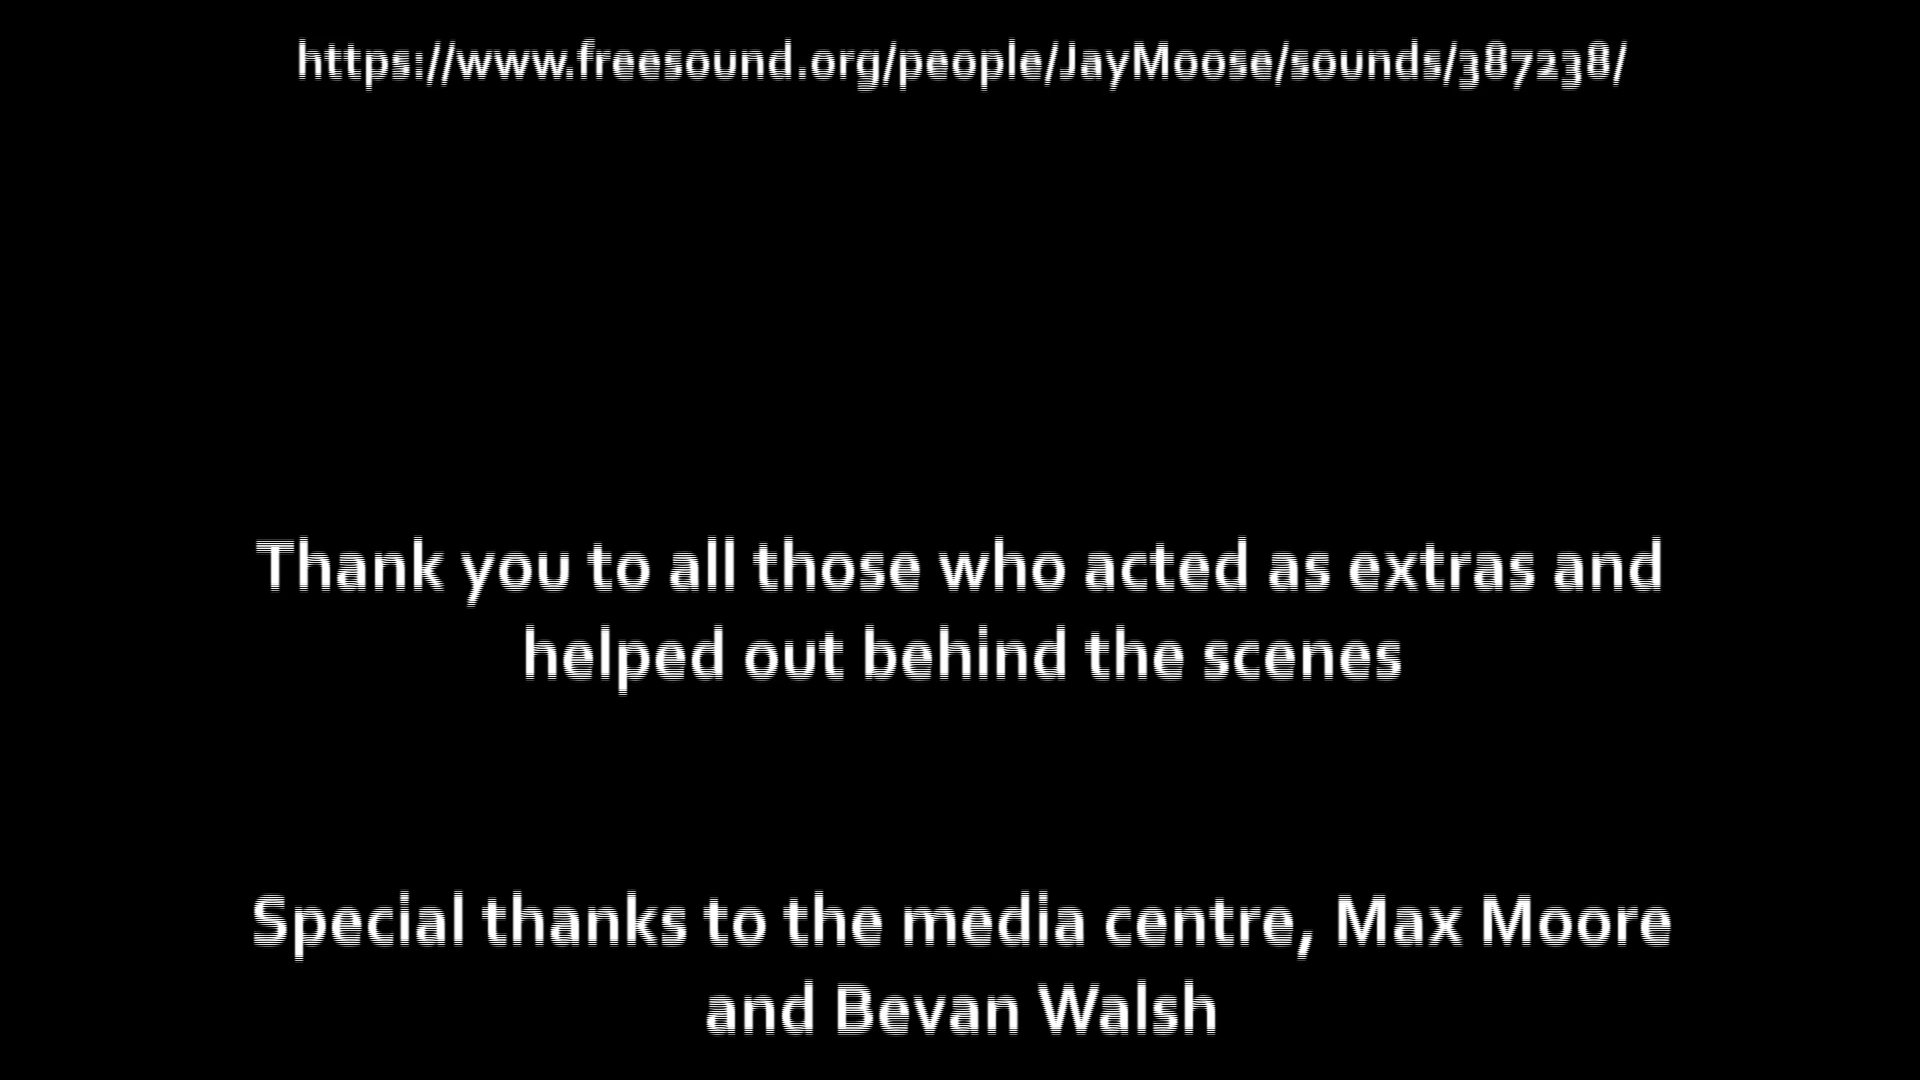 https://www.freesound.org/people/JayMoose/sounds/387238/
Thank you to all those who acted as extras and
helped out behind the scenes
Special thanks to the media centre, Max Moore
and Bevan Walsh